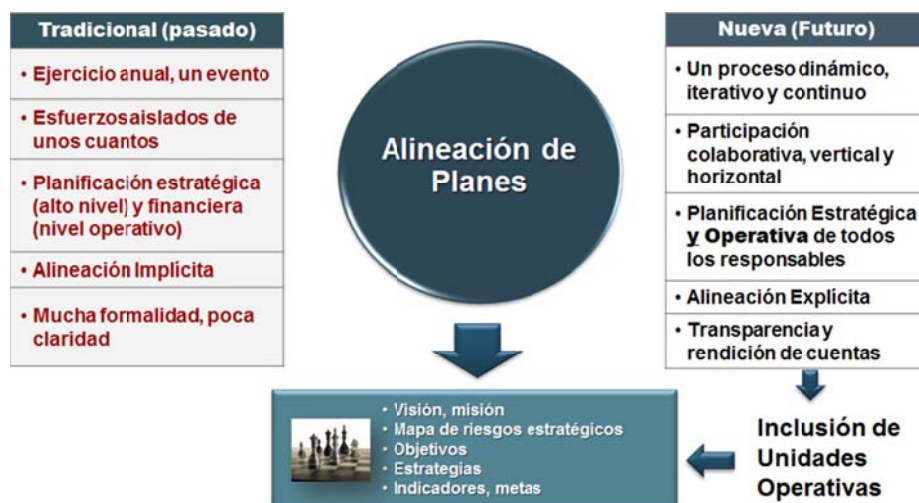 Tradicional (pasado)
• Ejercicio anual, un evento
• Esfuerzosaislados de
unos cuantos
• Planificación estratégica
(alto nivel) y financiera
(nivel operativo)
• Alineación Implícita
• Mucha formalidad, poca
claridad
Alineación de
Planes
Nueva (Futuro)
• Un proceso dinámico,
iterativo y continuo
• Participación
colaborativa, vertical y
horizontal
• Planificación Estratégica
y Operativa de todos
los responsables
• Alineación Explícita
• Transparencia y
rendición de cuentas
• Visión, misión
• Mapa de riesgos estratégicos
• Objetivos
• Estrategias
• Indicadores, metas
Inclusión de
Unidades
Operativas